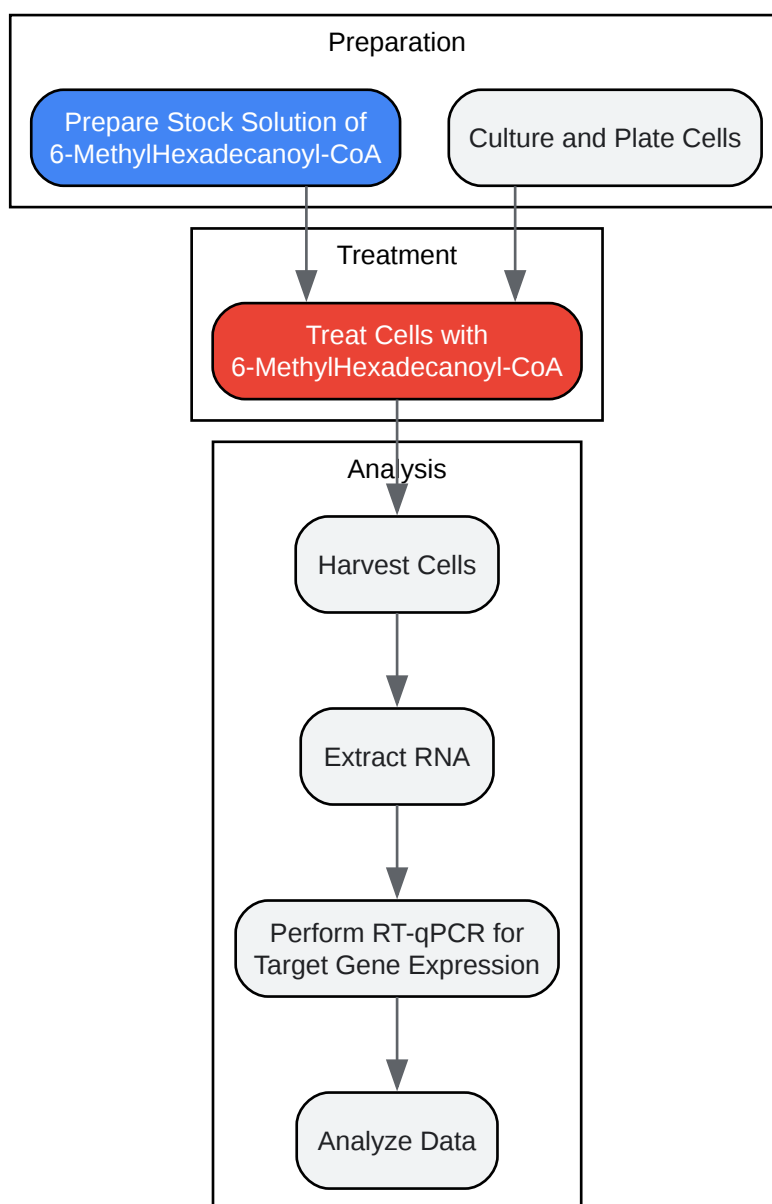 Preparation
Prepare Stock Solution of
6-MethylHexadecanoyl-CoA
Culture and Plate Cells
Treatment
Treat Cells with
6-MethylHexadecanoyl-CoA
Analysis
Harvest Cells
Extract RNA
Perform RT-qPCR for
Target Gene Expression
Analyze Data